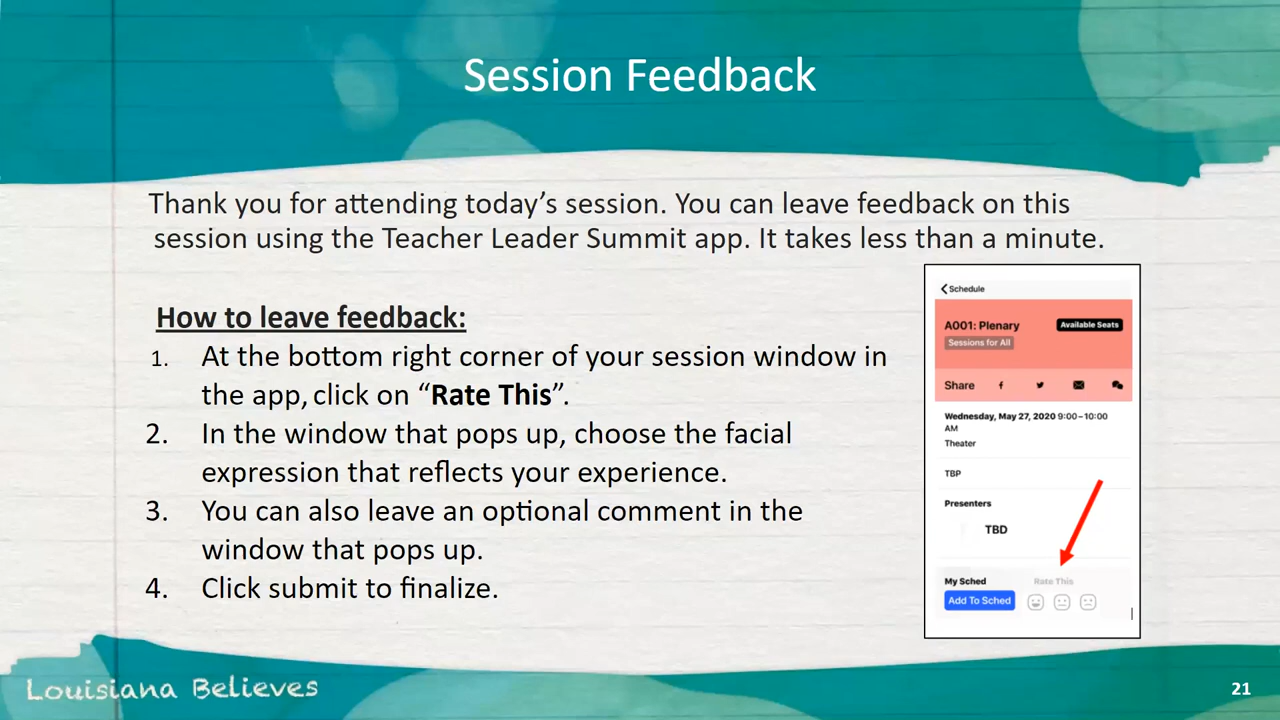 Session Feedback
Thank you for attending today’s session. You can leave feedback on this
session using the Teacher Leader Summit app. It takes less than a minute.
How to leave feedback:
1. At the bottom right corner of your session window in
the app, click on “Rate This”.
2. In the window that pops up, choose the facial
expression that reflects your experience.
3. You can also leave an optional comment in the
window that pops up.
4. Click submit to finalize.
Schedule
A001: Plenary
Available Seats
Sessions for All
Share
Wednesday, May 27, 2020 9:00–10:00
AM
Theater
TBP
Presenters
TBD
My Sched
Rate This
Add To Sched
Louisiana Believes
21